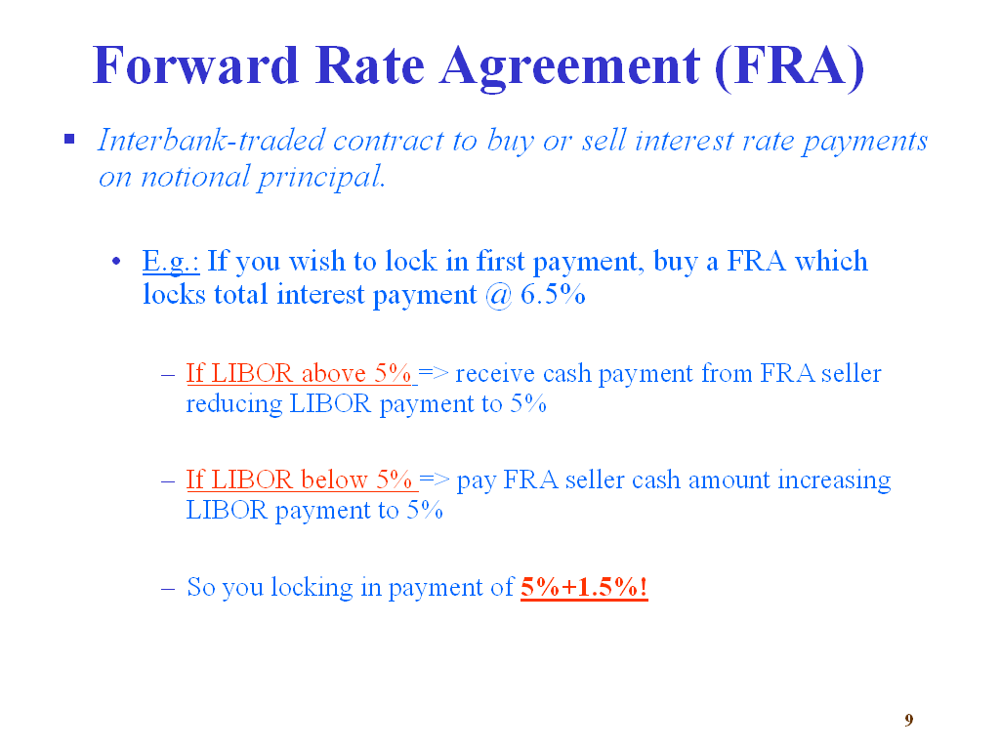 Forward Rate Agreement (FRA)
▪ Interbank-traded contract to buy or sell interest rate payments
on notional principal.
• E.g.: If you wish to lock in first payment, buy a FRA which
locks total interest payment @ 6.5%
– If LIBOR above 5% => receive cash payment from FRA seller
reducing LIBOR payment to 5%
– If LIBOR below 5% => pay FRA seller cash amount increasing
LIBOR payment to 5%
– So you locking in payment of 5%+1.5%!
9